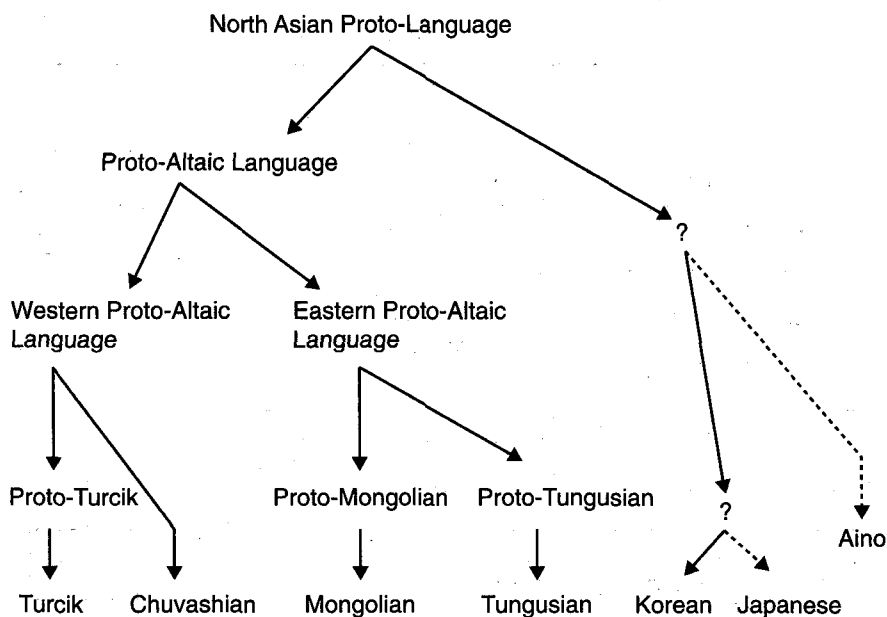 North Asian Proto-Language
Proto-Altaic Language
?
Western Proto-Altaic
Language
Eastern Proto-Altaic
Language
Proto-Turcik
Proto-Mongolian
Proto-Tungusian
?
Aino
Turcik
Chuvashian
Mongolian
Tungusian
Korean
Japanese